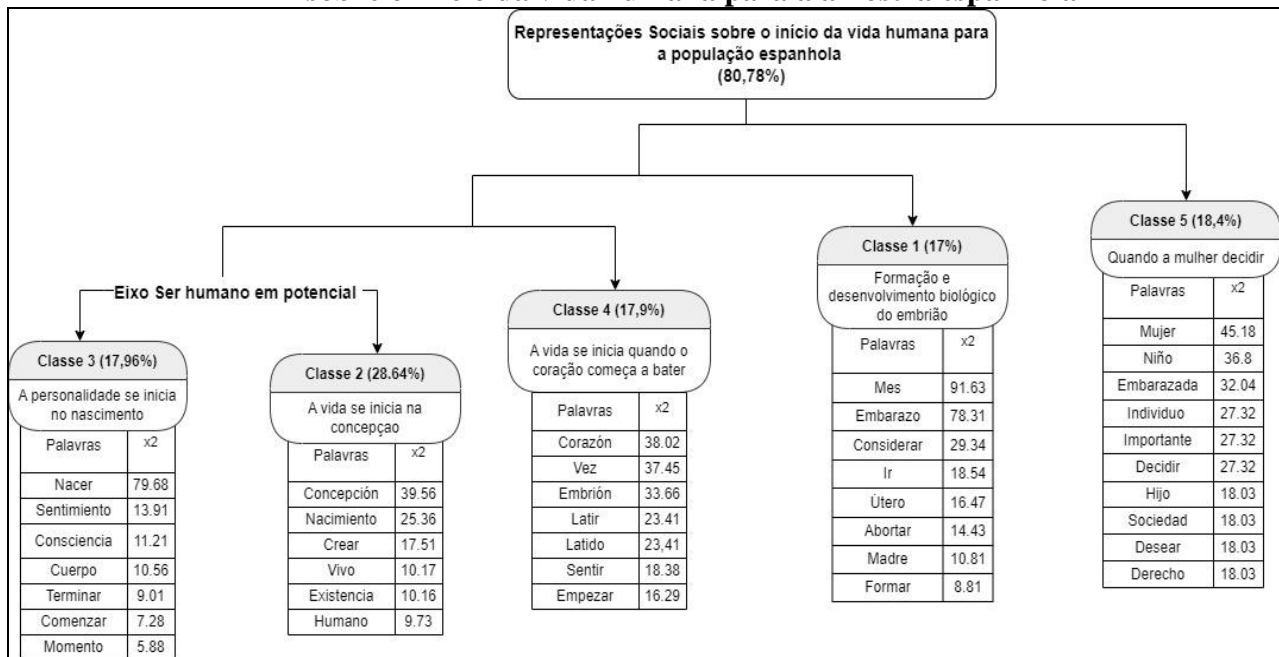 Representações Sociais sobre o início da vida humana para
a população espanhola
(80,78%)
Eixo Ser humano em potencial
Classe 3 (17,96%)
A personalidade se inicia
no nascimento
Palavras x2
Nacer 79.68
Sentimiento 13.91
Consciencia 11.21
Cuerpo 10.56
Terminar 9.01
Comenzar 7.28
Momento 5.88
Classe 2 (28.64%)
A vida se inicia na
concepçao
Palavras x2
Concepción 39.56
Nacimiento 25.36
Crear 17.51
Vivo 10.17
Existencia 10.16
Humano 9.73
Classe 4 (17,9%)
A vida se inicia quando o
coração começa a bater
Palavras x2
Corazón 38.02
Vez 37.45
Embrión 33.66
Latir 23.41
Latido 23,41
Sentir 18.38
Empezar 16.29
Classe 1 (17%)
Formação e
desenvolvimento biológico
do embrião
Palavras x2
Mes 91.63
Embarazo 78.31
Considerar 29.34
Ir 18.54
Útero 16.47
Abortar 14.43
Madre 10.81
Formar 8.81
Classe 5 (18,4%)
Quando a mulher decidir
Palavras x2
Mujer 45.18
Niño 36.8
Embarazada 32.04
Individuo 27.32
Importante 27.32
Decidir 27.32
Hijo 18.03
Sociedad 18.03
Desear 18.03
Derecho 18.03